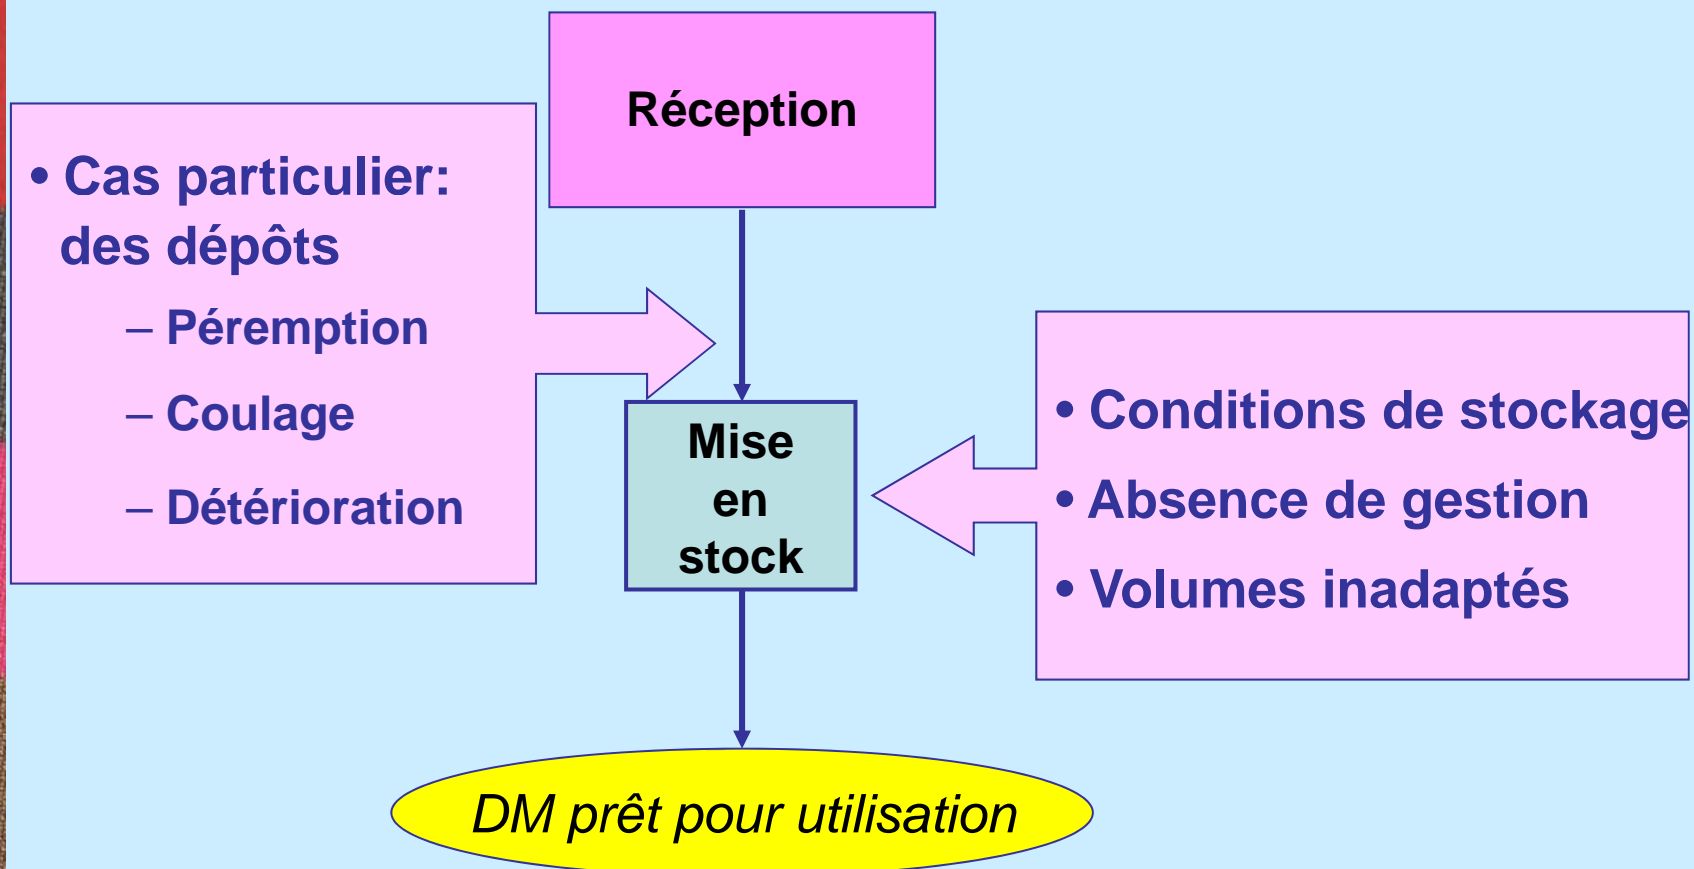 Réception
• Cas particulier:
des dépôts
– Péremption
– Coulage
– Détérioration
Mise
en
stock
• Conditions de stockage
• Absence de gestion
• Volumes inadaptés
DM prêt pour utilisation